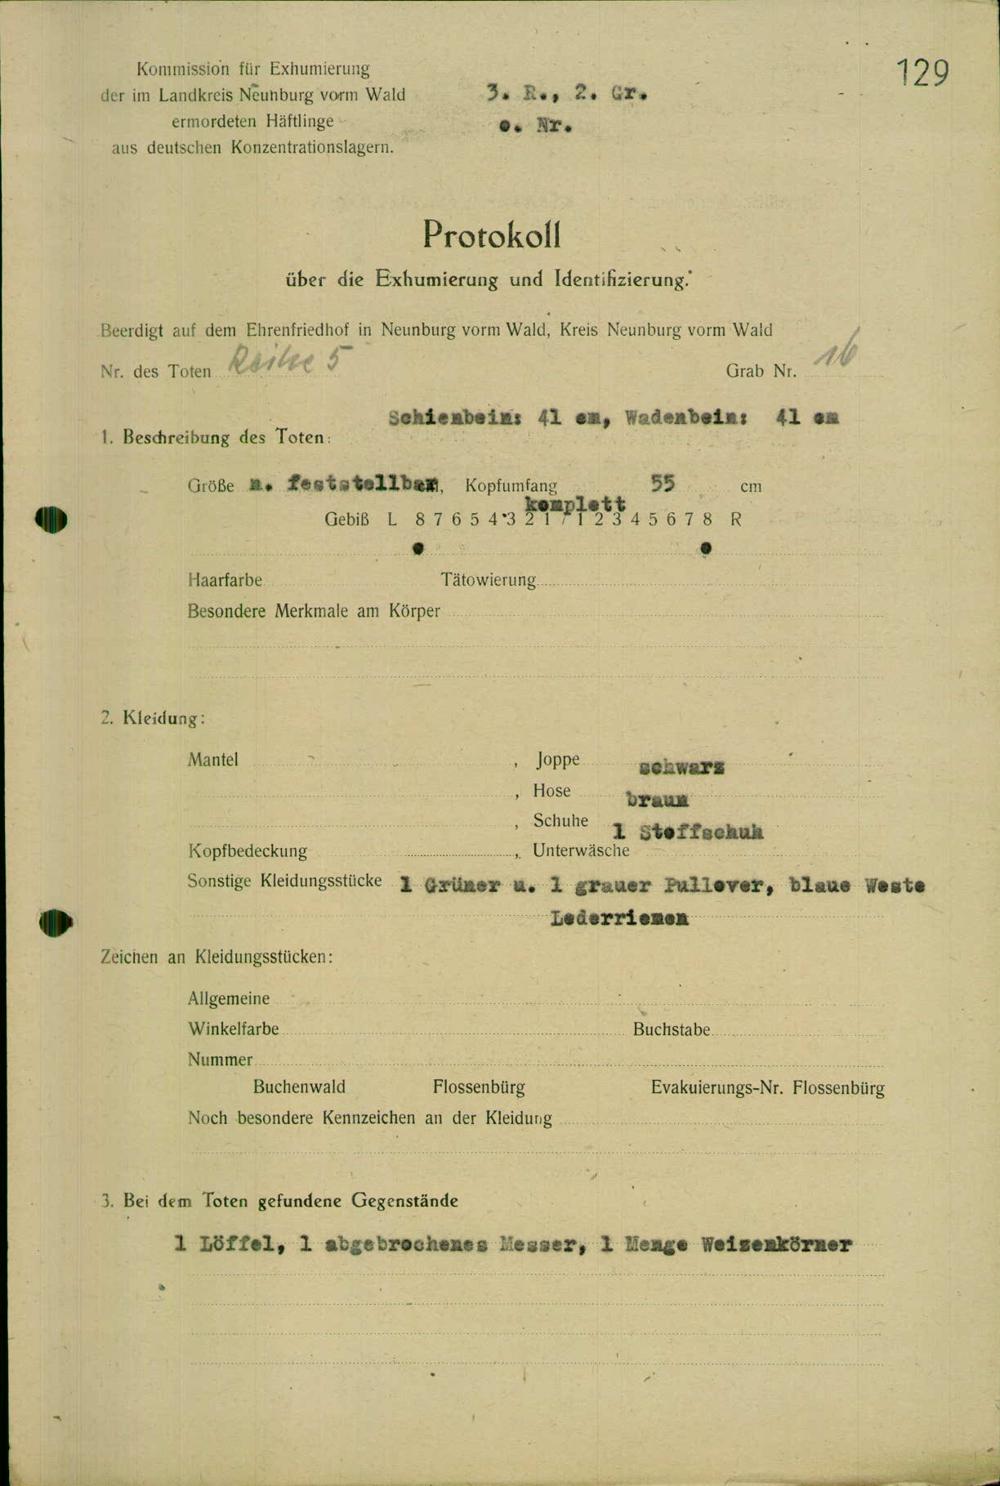 129
Kommission für Exhumierung
der im Landkreis Neunburg vorm Wald
ermordeten Häftlinge
aus deutschen Konzentrationslagern.
3. R., 2. Gr.
o. Nr.
Protokoll
über die Exhumierung und Identifizierung.
Beerdigt auf dem Ehrenfriedhof in Neunburg vorm Wald, Kreis Neunburg vorm Wald
Nr. des Toten Reihe 5 Grab Nr. 16
Schienbein: 41 cm, Wadenbein: 41 cm
1. Beschreibung des Toten:
Größe n. feststellbar, Kopfumfang 55 cm
komplett
Gebiß L 8 7 6 5 4 3 2 1 / 1 2 3 4 5 6 7 8 R
Haarfarbe Tätowierung
Besondere Merkmale am Körper
2. Kleidung:
Mantel , Joppe schwarz
, Hose braun
, Schuhe 1 Stoffschuh
Kopfbedeckung , Unterwäsche
Sonstige Kleidungsstücke 1 Grüner u. 1 grauer Pullover, blaue Weste
Lederriemen
Zeichen an Kleidungsstücken:
Allgemeine
Winkelfarbe Buchstabe
Nummer
Buchenwald Flossenbürg Evakuierungs-Nr. Flossenbürg
Noch besondere Kennzeichen an der Kleidung
3. Bei dem Toten gefundene Gegenstände
1 Löffel, 1 abgebrochenes Messer, 1 Menge Weizenkörner